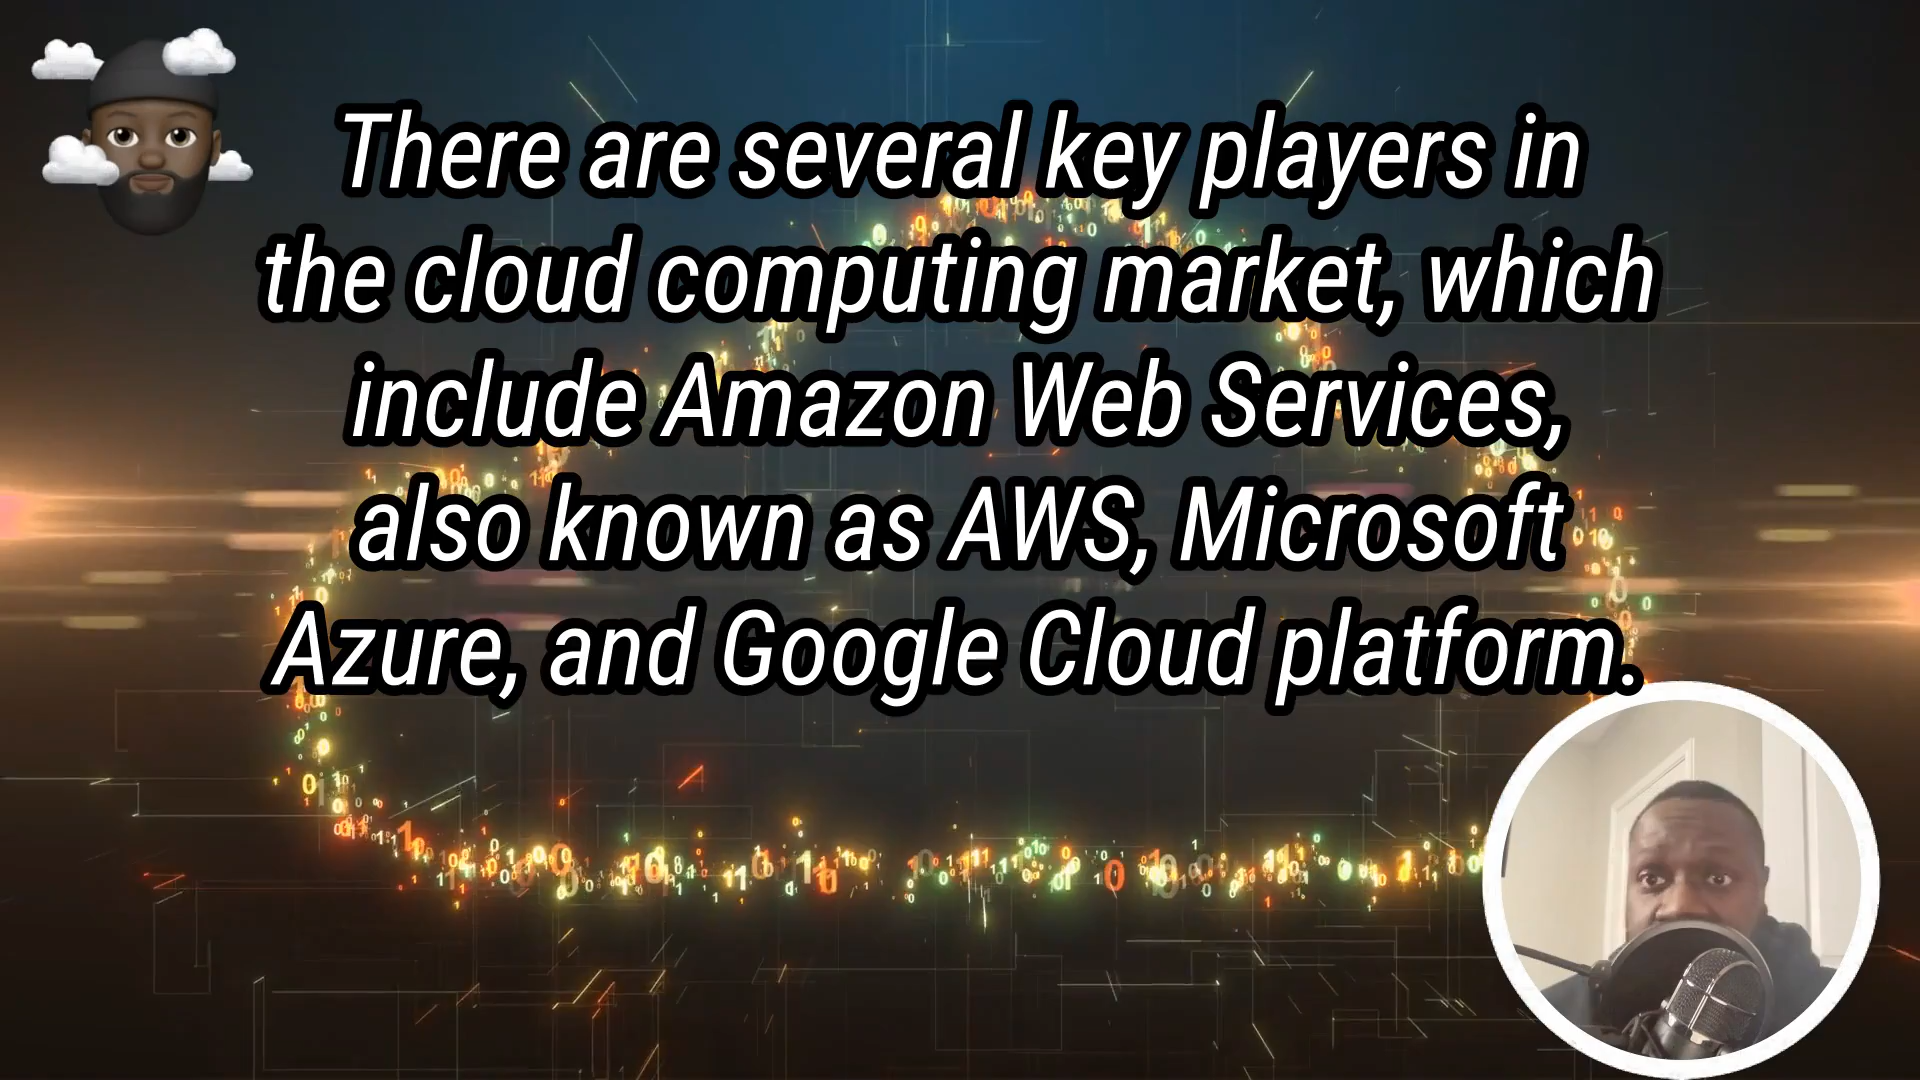 There are several key players in
the cloud computing market, which
include Amazon Web Services,
also known as AWS, Microsoft
Azure, and Google Cloud platform.